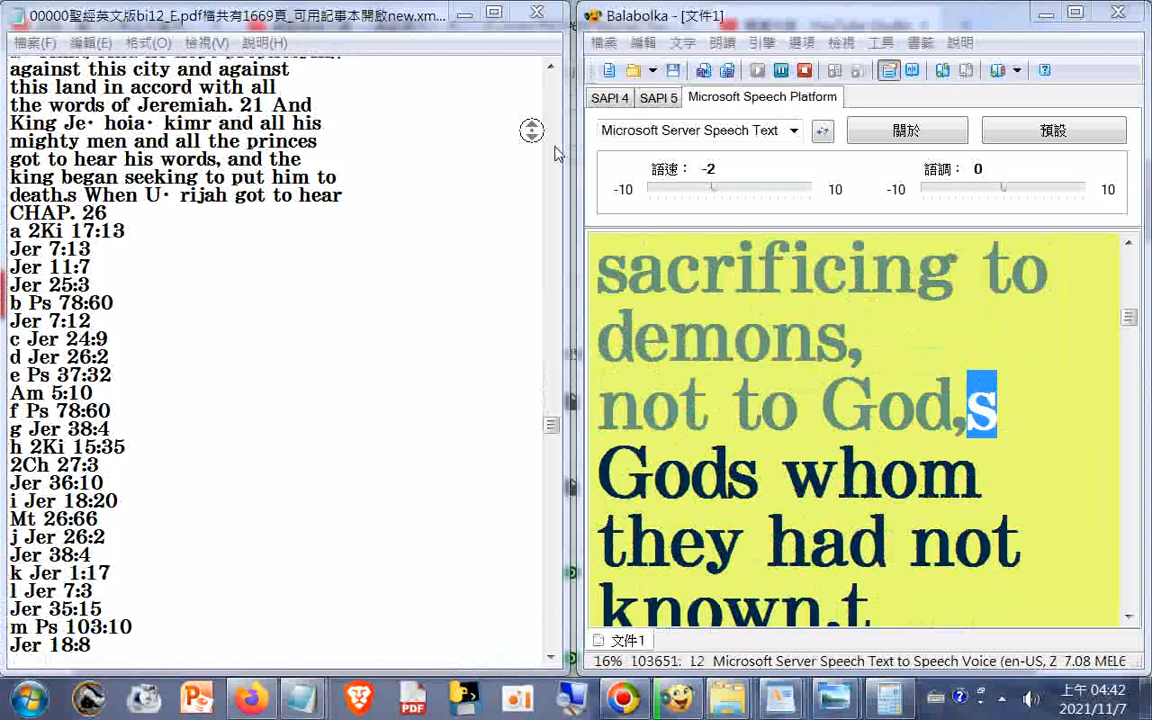 00000聖經英文版bi12_E.pdf檔共有1669頁_可用記事本開啟new.xm...
檔案(F) 編輯(E) 格式(O) 檢視(V) 說明(H)
against this city and against
this land in accord with all
the words of Jeremiah. 21 And
King Je· hoia· kimr and all his
mighty men and all the princes
got to hear his words, and the
king began seeking to put him to
death.s When U· rijah got to hear
CHAP. 26
a 2Ki 17:13
Jer 7:13
Jer 11:7
Jer 25:3
b Ps 78:60
Jer 7:12
c Jer 24:9
d Jer 26:2
e Ps 37:32
Am 5:10
f Ps 78:60
g Jer 38:4
h 2Ki 15:35
2Ch 27:3
Jer 36:10
i Jer 18:20
Mt 26:66
j Jer 26:2
Jer 38:4
k Jer 1:17
l Jer 7:3
Jer 35:15
m Ps 103:10
Jer 18:8
Balabolka - [文件1]
檔案 編輯 文字 朗讀 引擎 選項 檢視 工具 書籤 說明
SAPI 4 SAPI 5 Microsoft Speech Platform
Microsoft Server Speech Text 關於 預設
語速： -2 語調： 0
-10 10 -10 10
sacrificing to
demons,
not to God,s
Gods whom
they had not
known,t
文件1
16% 103651: 12 Microsoft Server Speech Text to Speech Voice (en-US, Z 7.08 МБ
上午 04:42
2021/11/7